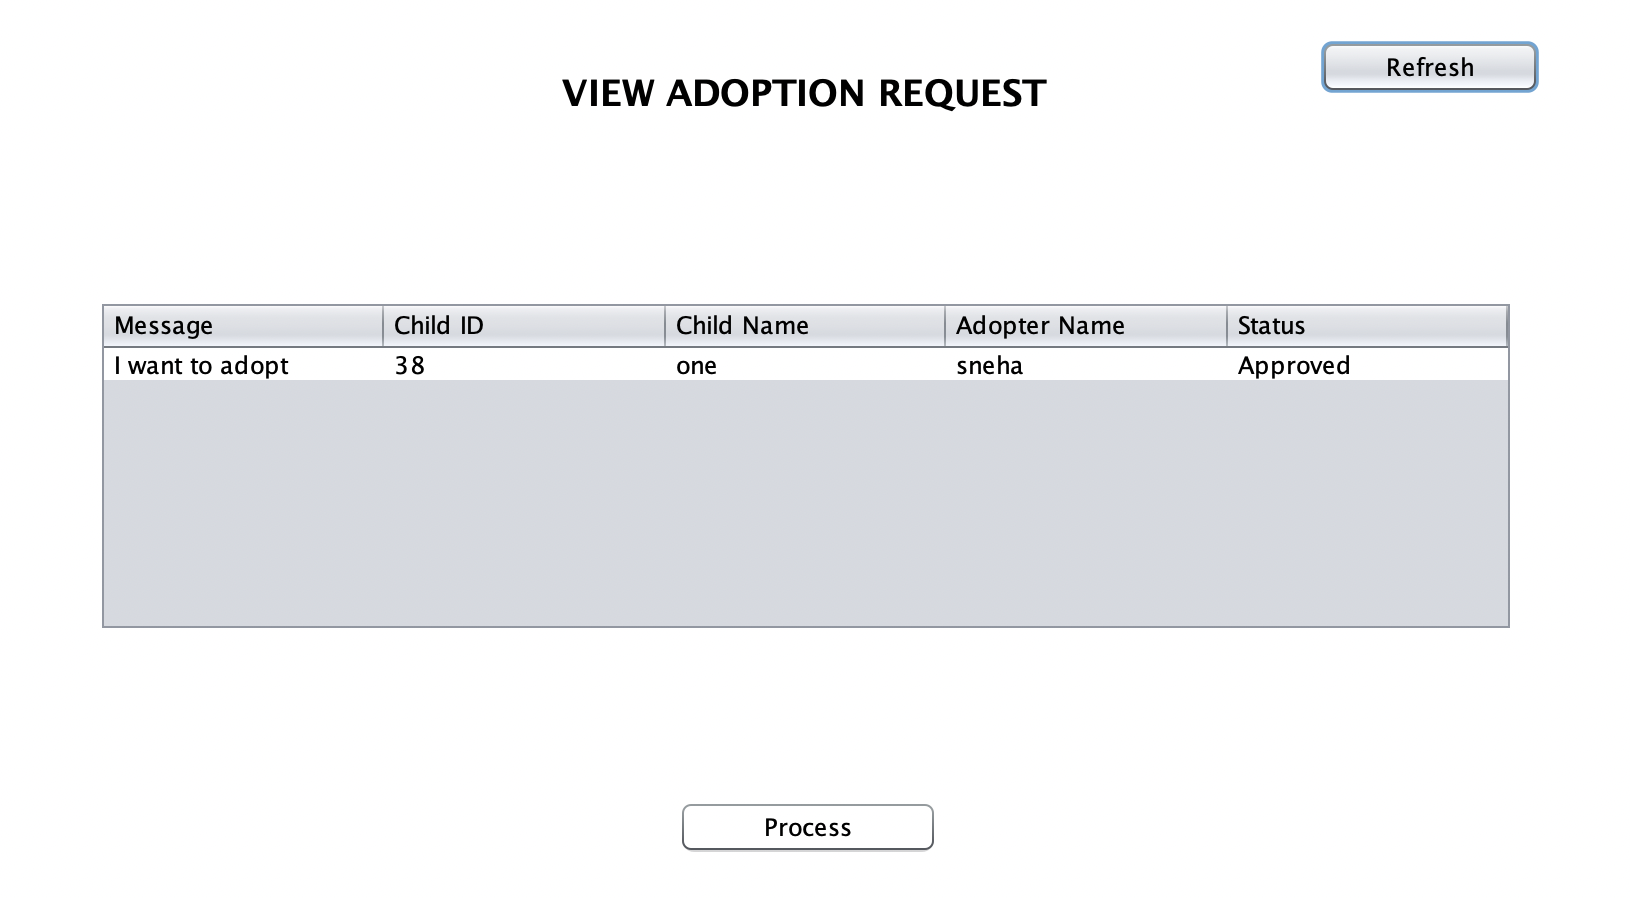 Refresh
VIEW ADOPTION REQUEST
Message Child ID Child Name Adopter Name Status
I want to adopt 38 one sneha Approved
Process